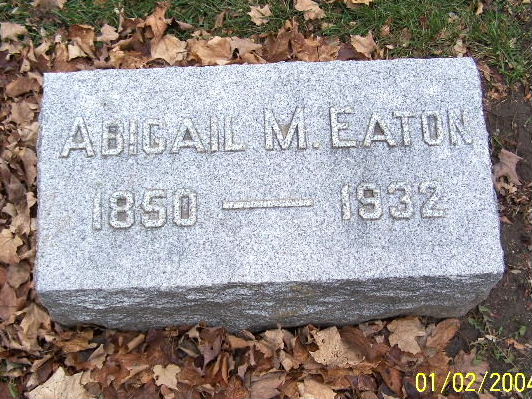 ABIGAIL M. EATON
1850 — 1932
01/02/2004